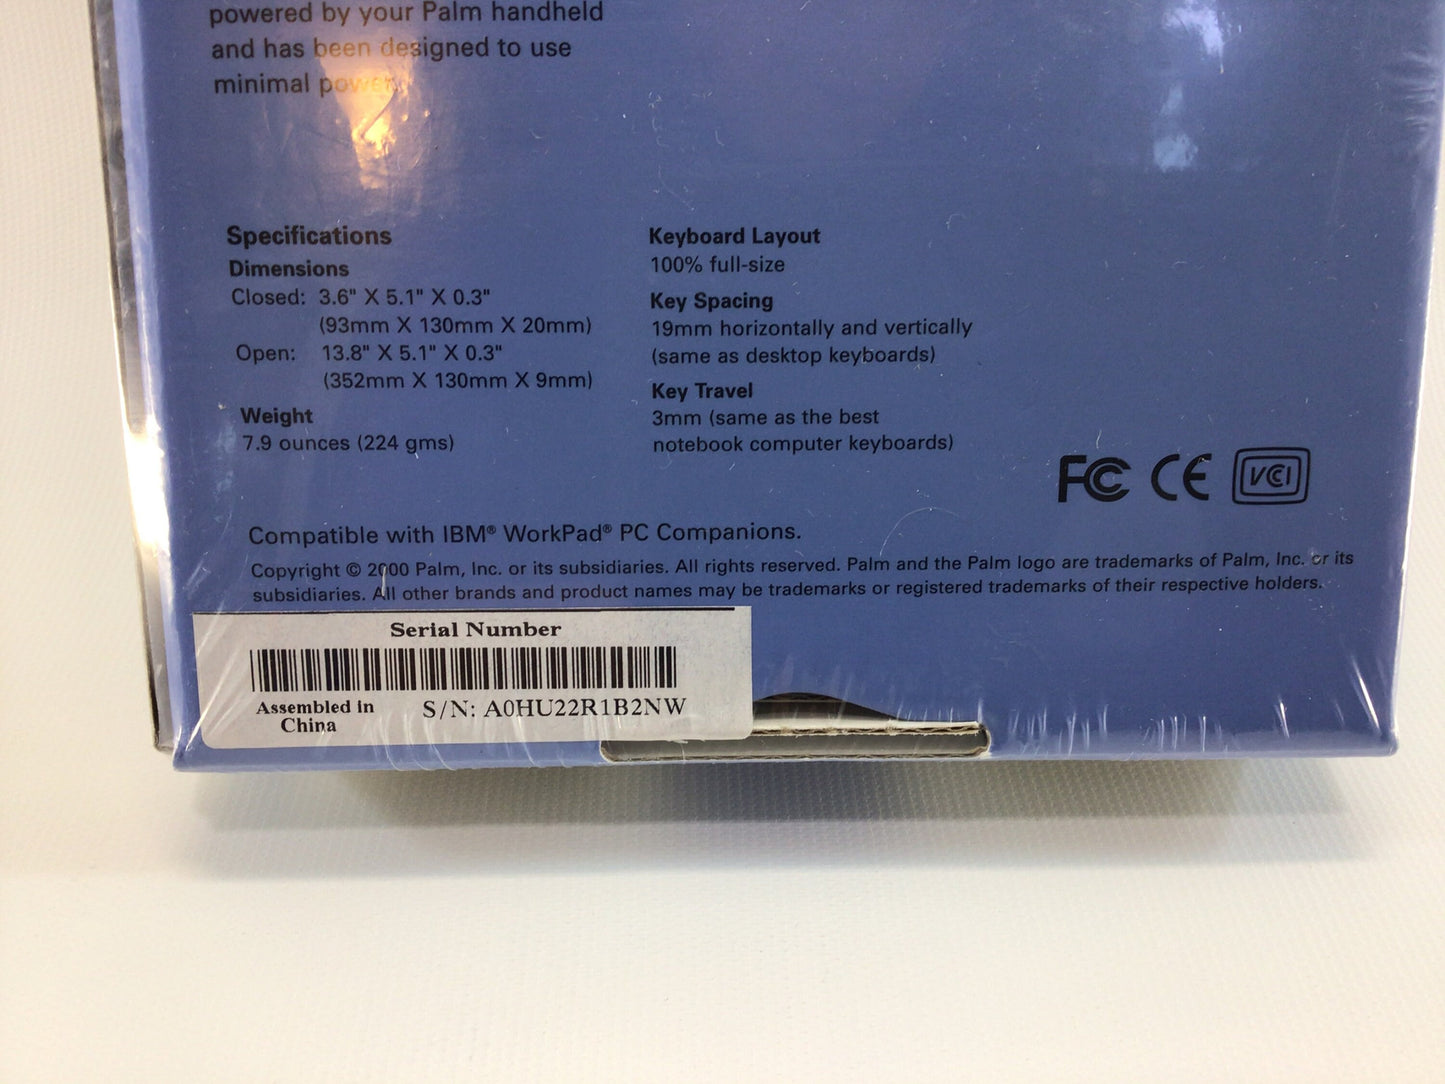 powered by your Palm handheld
and has been designed to use
minimal power.
Specifications
Dimensions
Closed: 3.6" X 5.1" X 0.3"
(93mm X 130mm X 20mm)
Open: 13.8" X 5.1" X 0.3"
(352mm X 130mm X 9mm)
Weight
7.9 ounces (224 gms)
Keyboard Layout
100% full-size
Key Spacing
19mm horizontally and vertically
(same as desktop keyboards)
Key Travel
3mm (same as the best
notebook computer keyboards)
FC CE VCCI
Compatible with IBM® WorkPad® PC Companions.
Copyright © 2000 Palm, Inc. or its subsidiaries. All rights reserved. Palm and the Palm logo are trademarks of Palm, Inc. or its
subsidiaries. All other brands and product names may be trademarks or registered trademarks of their respective holders.
Serial Number
Assembled in
China
S/N: A0HU22R1B2NW